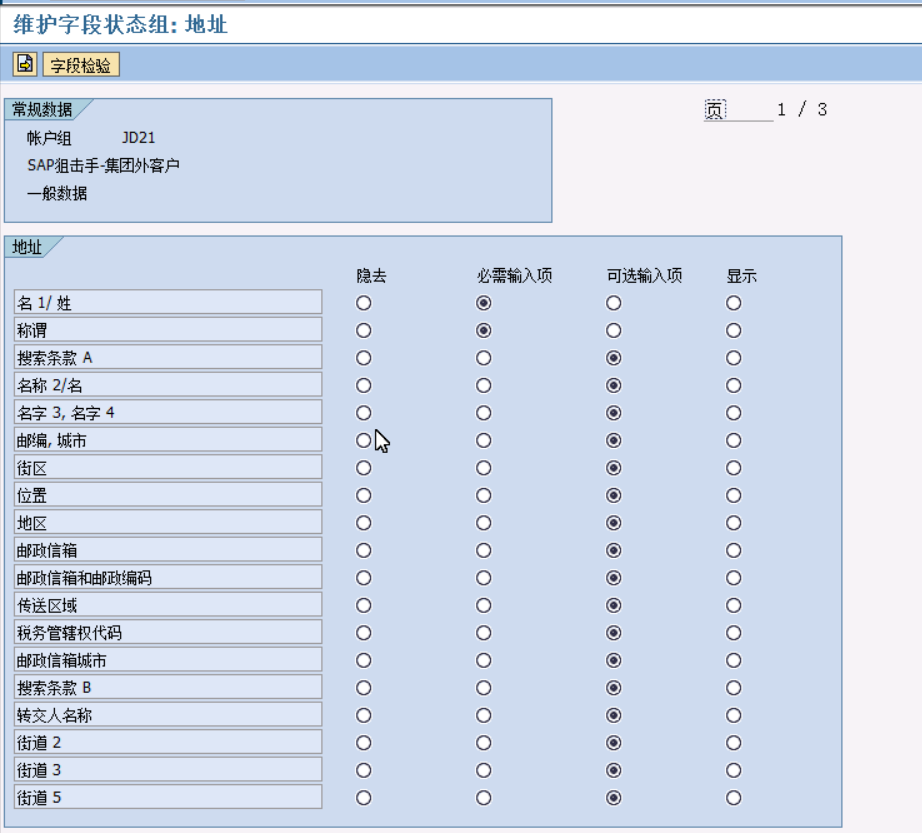 维护字段状态组: 地址
字段检验
常规数据
帐户组 JD21
SAP狙击手-集团外客户
一般数据
页 1 / 3
地址
隐去 必需输入项 可选输入项 显示
名 1/ 姓
称谓
搜索条款 A
名称 2/名
名字 3, 名字 4
邮编, 城市
街区
位置
地区
邮政信箱
邮政信箱和邮政编码
传送区域
税务管辖权代码
邮政信箱城市
搜索条款 B
转交人名称
街道 2
街道 3
街道 5